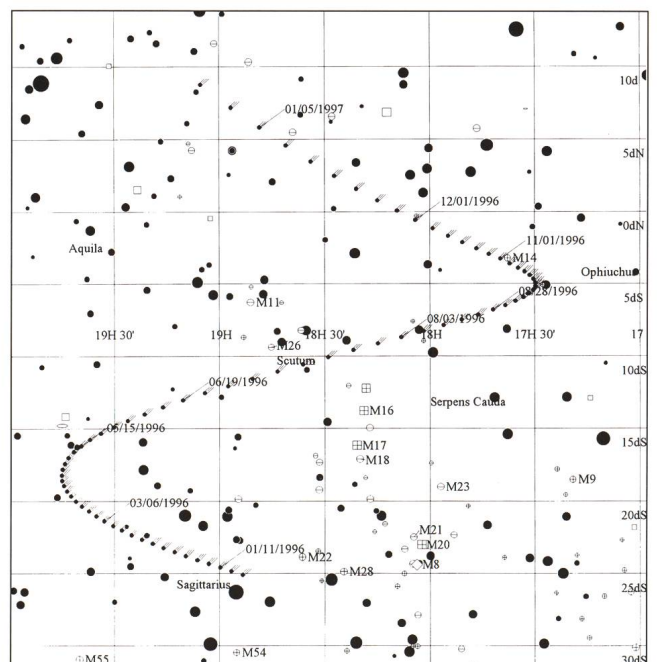 10d
01/05/1997
5dN
12/01/1996
0dN
11/01/1996
Aquila
M14
Ophiuchus
08/28/1996
5dS
M11
08/03/1996
19H 30'
19H
18H 30'
18H
17H 30'
17
M26
Scutum
10dS
06/19/1996
Serpens Cauda
M16
05/15/1996
15dS
M17
M18
M9
M23
03/06/1996
20dS
M21
M20
01/11/1996
M22
M8
M28
Sagittarius
25dS
M54
M55
30dS